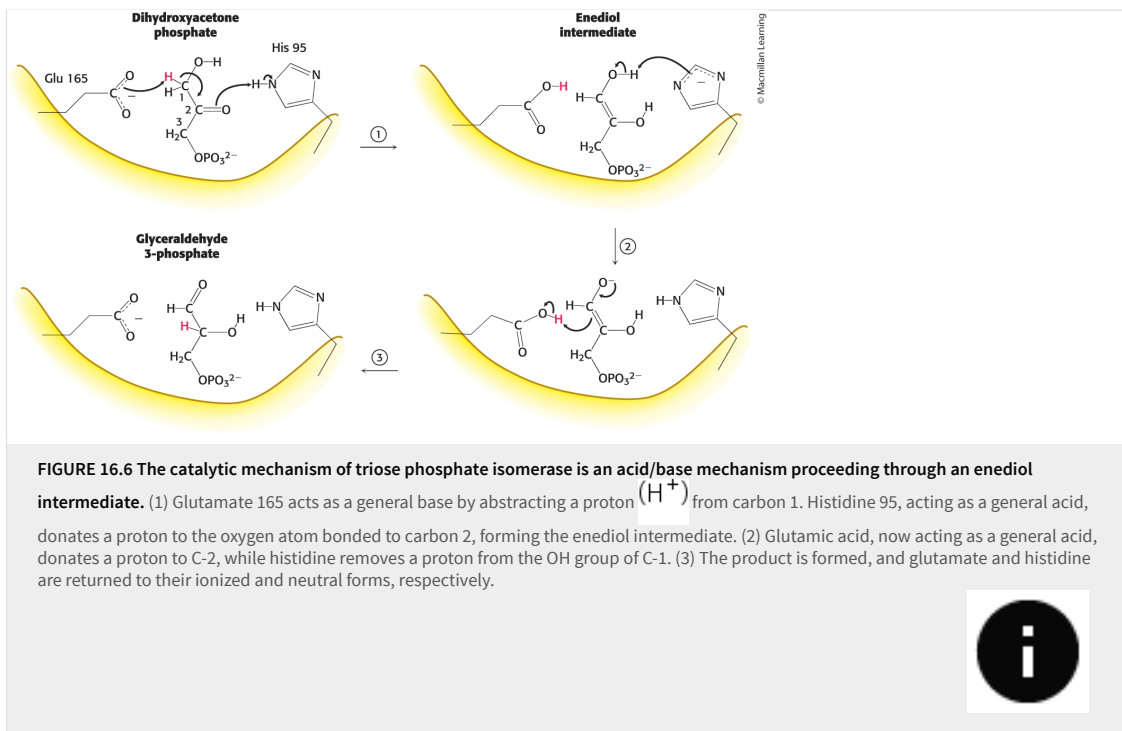 Dihydroxyacetone
phosphate
Glu 165
O
O
−
H
H
O—H
C
1
2 C=O
3
H₂C
OPO₃²⁻
His 95
H—N
N
①
Enediol
intermediate
O—H
C
O
O—H
H
C
H
C—O
H₂C
OPO₃²⁻
N
N
−
© Macmillan Learning
②
Glyceraldehyde
3-phosphate
O
C
−
O
O
H—C
H
H
C—O
H₂C
OPO₃²⁻
H—N
N
③
O
H
C
O
O⁻
H—C
H
C—O
H₂C
OPO₃²⁻
H—N
N
FIGURE 16.6 The catalytic mechanism of triose phosphate isomerase is an acid/base mechanism proceeding through an enediol
intermediate. (1) Glutamate 165 acts as a general base by abstracting a proton (H⁺) from carbon 1. Histidine 95, acting as a general acid,
donates a proton to the oxygen atom bonded to carbon 2, forming the enediol intermediate. (2) Glutamic acid, now acting as a general acid,
donates a proton to C-2, while histidine removes a proton from the OH group of C-1. (3) The product is formed, and glutamate and histidine
are returned to their ionized and neutral forms, respectively.
i